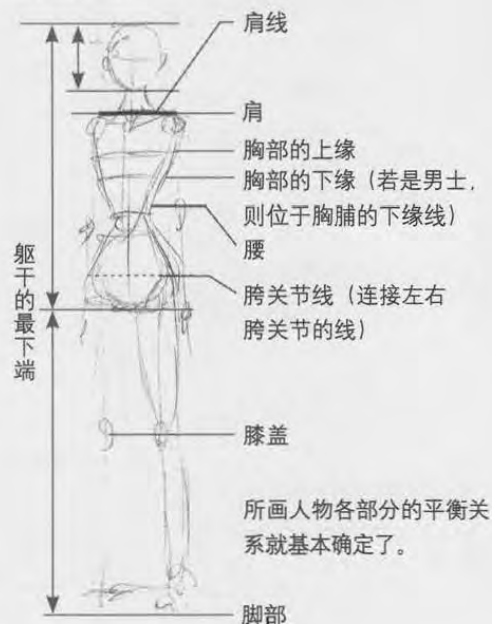 肩线
肩
胸部的上缘
胸部的下缘（若是男士，
则位于胸脯的下缘线）
腰
胯关节线（连接左右
胯关节的线）
躯干的最下端
膝盖
所画人物各部分的平衡关
系就基本确定了。
脚部